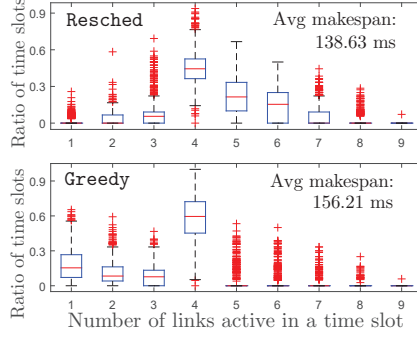 Resched
Avg makespan:
138.63 ms
Ratio of time slots
0.9
0.6
0.3
0
1 2 3 4 5 6 7 8 9
Greedy
Avg makespan:
156.21 ms
Ratio of time slots
0.9
0.6
0.3
0
1 2 3 4 5 6 7 8 9
Number of links active in a time slot